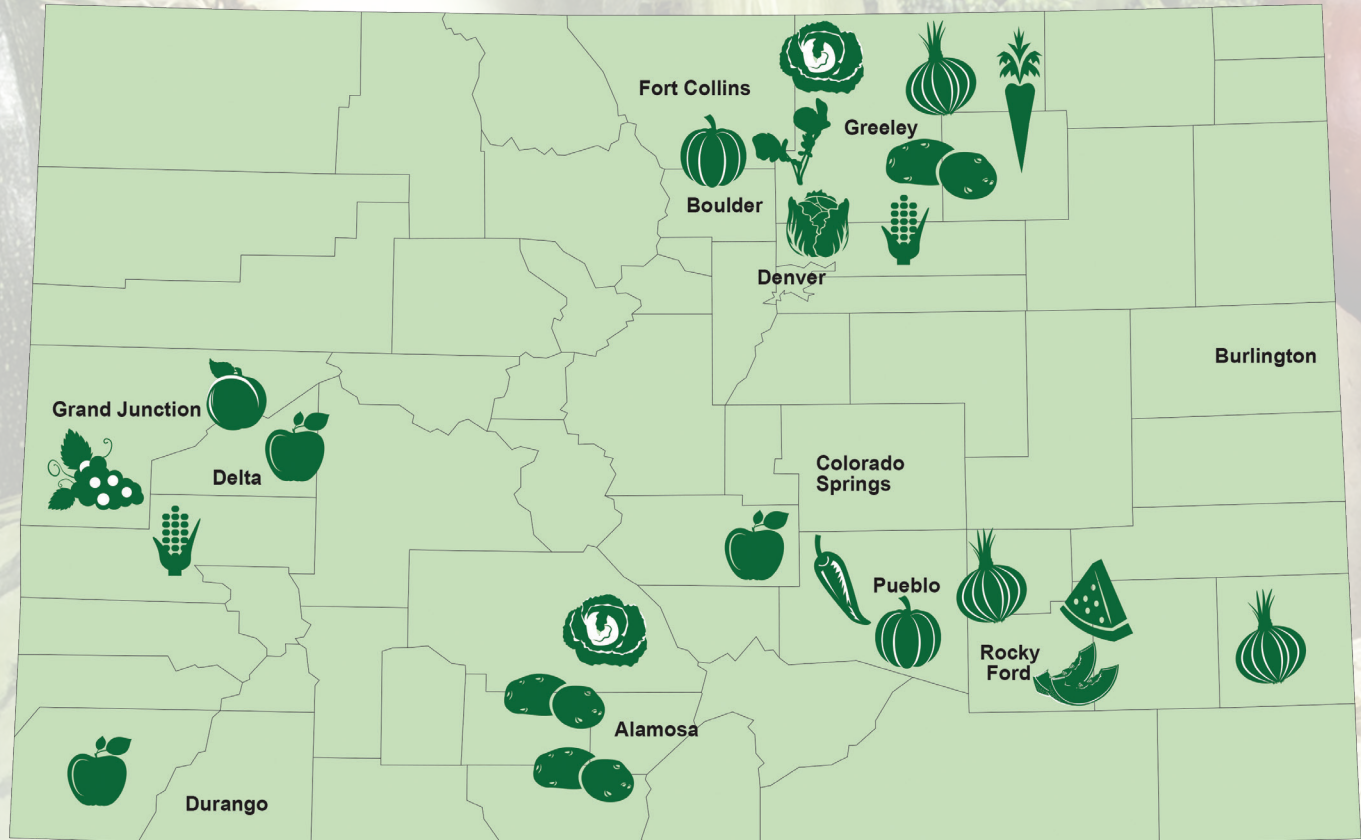 Fort Collins
Greeley
Boulder
Denver
Burlington
Grand Junction
Delta
Colorado
Springs
Pueblo
Rocky
Ford
Alamosa
Durango